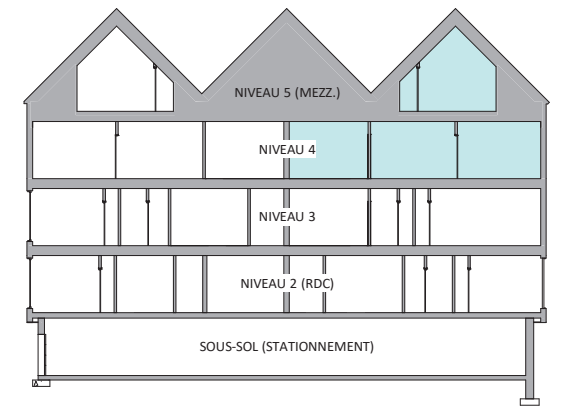 NIVEAU 5 (MEZZ.)
NIVEAU 4
NIVEAU 3
NIVEAU 2 (RDC)
SOUS-SOL (STATIONNEMENT)